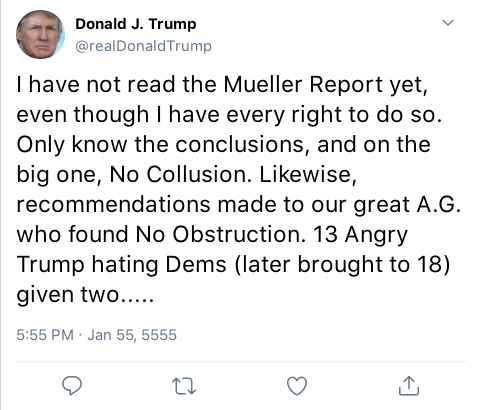 Donald J. Trump
@realDonaldTrump
I have not read the Mueller Report yet,
even though I have every right to do so.
Only know the conclusions, and on the
big one, No Collusion. Likewise,
recommendations made to our great A.G.
who found No Obstruction. 13 Angry
Trump hating Dems (later brought to 18)
given two.....
5:55 PM · Jan 55, 5555